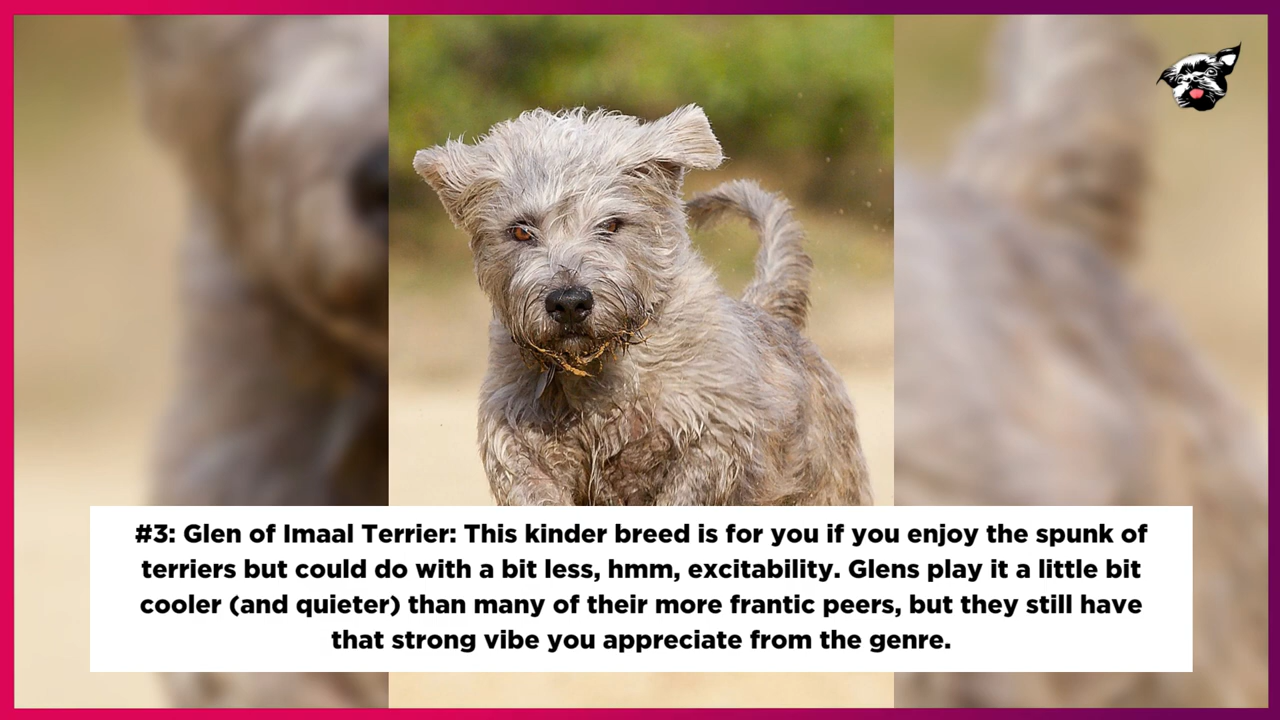 #3: Glen of Imaal Terrier: This kinder breed is for you if you enjoy the spunk of
terriers but could do with a bit less, hmm, excitability. Glens play it a little bit
cooler (and quieter) than many of their more frantic peers, but they still have
that strong vibe you appreciate from the genre.